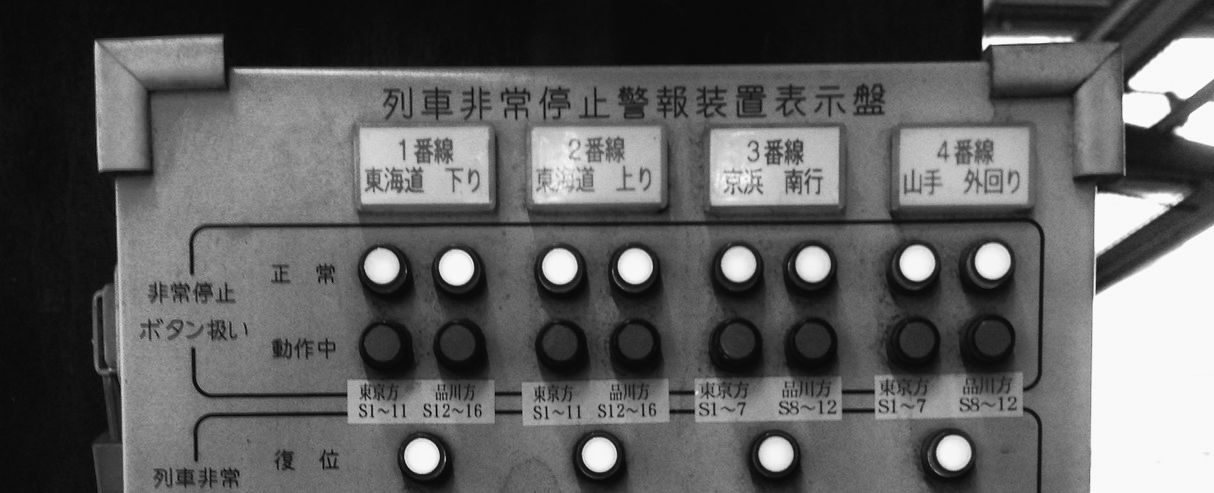 列車非常停止警報装置表示盤
1番線
東海道 下り
2番線
東海道 上り
3番線
京浜 南行
4番線
山手 外回り
非常停止
ボタン扱い
正常
動作中
東京方 品川方
S1～11 S12～16
東京方 品川方
S1～11 S12～16
東京方 品川方
S1～7 S8～12
東京方 品川方
S1～7 S8～12
列車非常
復位